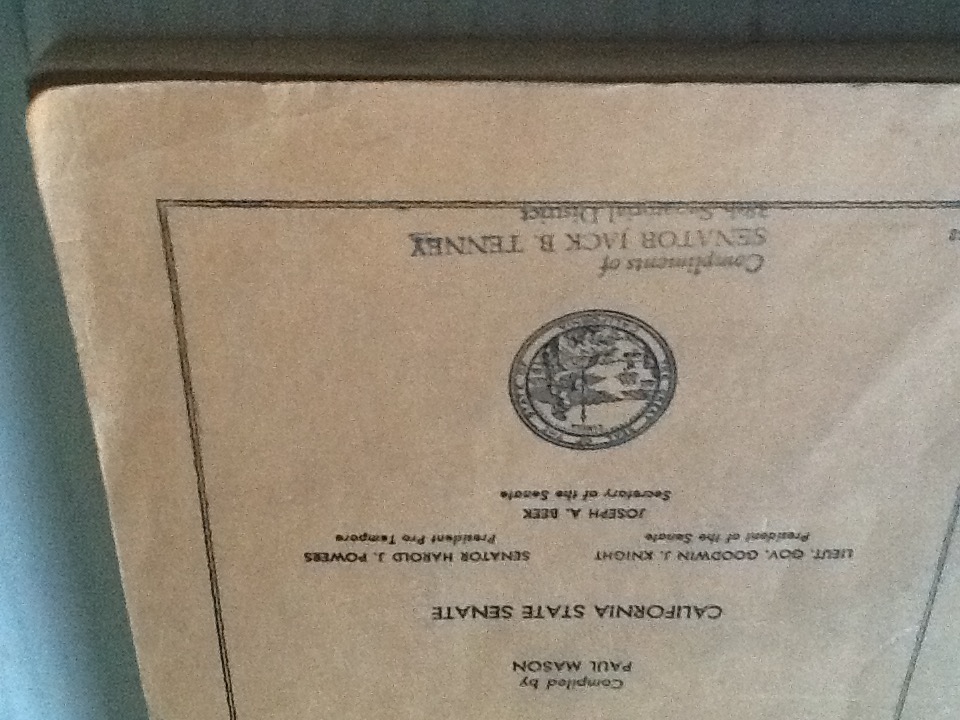 Compiled by
PAUL MASON
CALIFORNIA STATE SENATE
LIEUT. GOV. GOODWIN J. KNIGHT
President of the Senate
SENATOR HAROLD J. POWERS
President Pro Tempore
JOSEPH A. BEEK
Secretary of the Senate
Compliments of
SENATOR JACK B. TENNEY
38th Senatorial District